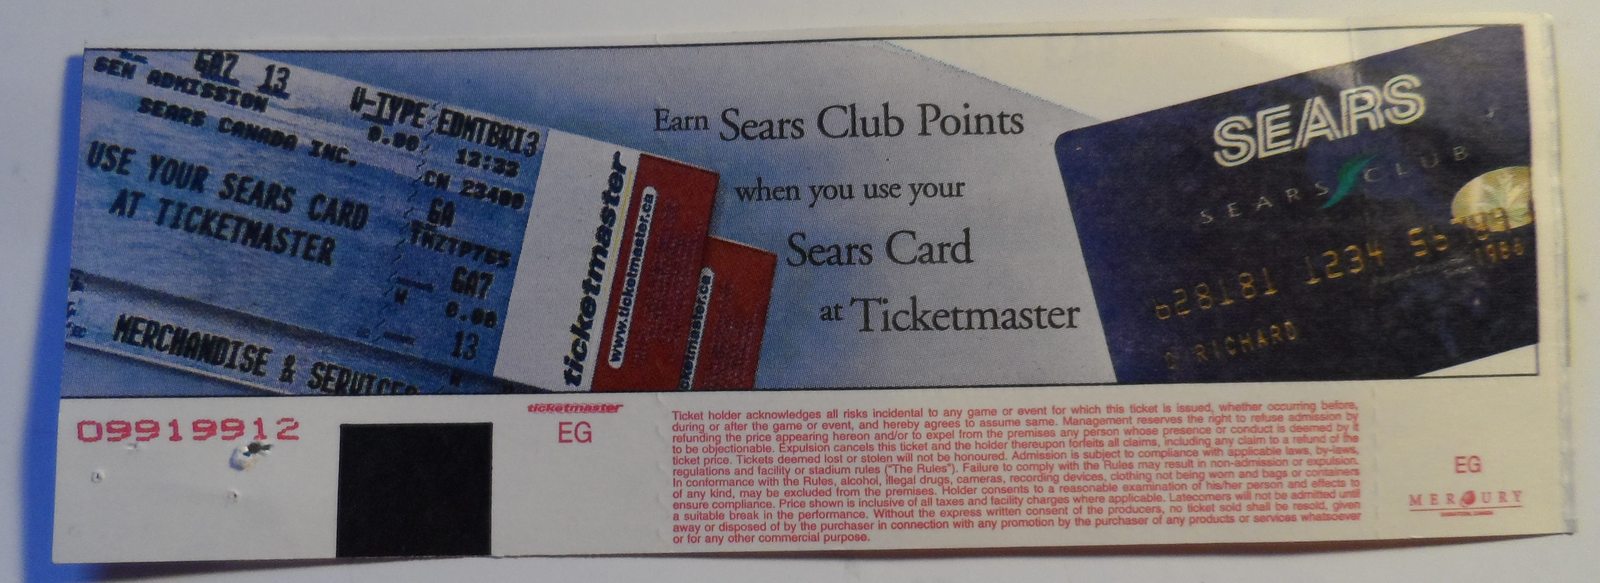 GA7 13
GEN ADMISSION
SEARS CANADA INC.
USE YOUR SEARS CARD
AT TICKETMASTER
MERCHANDISE & SERVICES
V-TYPE EDMTBRI3
0.00 12:33
CN 23400
GA
GA7
0.00
13
ticketmaster
www.ticketmaster.ca
ticketmaster.ca
Earn Sears Club Points
when you use your
Sears Card
at Ticketmaster
SEARS
SEARS CLUB
628181 1234 56
1986
RICHARD
09919912
ticketmaster
EG
Ticket holder acknowledges all risks incidental to any game or event for which this ticket is issued, whether occurring before,
during or after the game or event, and hereby agrees to assume same. Management reserves the right to refuse admission by
refunding the price appearing hereon and/or to expel from the premises any person whose presence or conduct is deemed by it
to be objectionable. Expulsion cancels this ticket and the holder thereupon forfeits all claims, including any claim to a refund of the
ticket price. Tickets deemed lost or stolen will not be honoured. Admission is subject to compliance with applicable laws, by-laws,
regulations and facility or stadium rules ("The Rules"). Failure to comply with the Rules may result in non-admission or expulsion.
In conformance with the Rules, alcohol, illegal drugs, cameras, recording devices, clothing not being worn and bags or containers
of any kind, may be excluded from the premises. Holder consents to a reasonable examination of his/her person and effects to
ensure compliance. Price shown is inclusive of all taxes and facility charges where applicable. Latecomers will not be admitted until
a suitable break in the performance. Without the express written consent of the producers, no ticket sold shall be resold, given
away or disposed of by the purchaser in connection with any promotion by the purchaser of any products or services whatsoever
or for any other commercial purpose.
EG
MERCURY